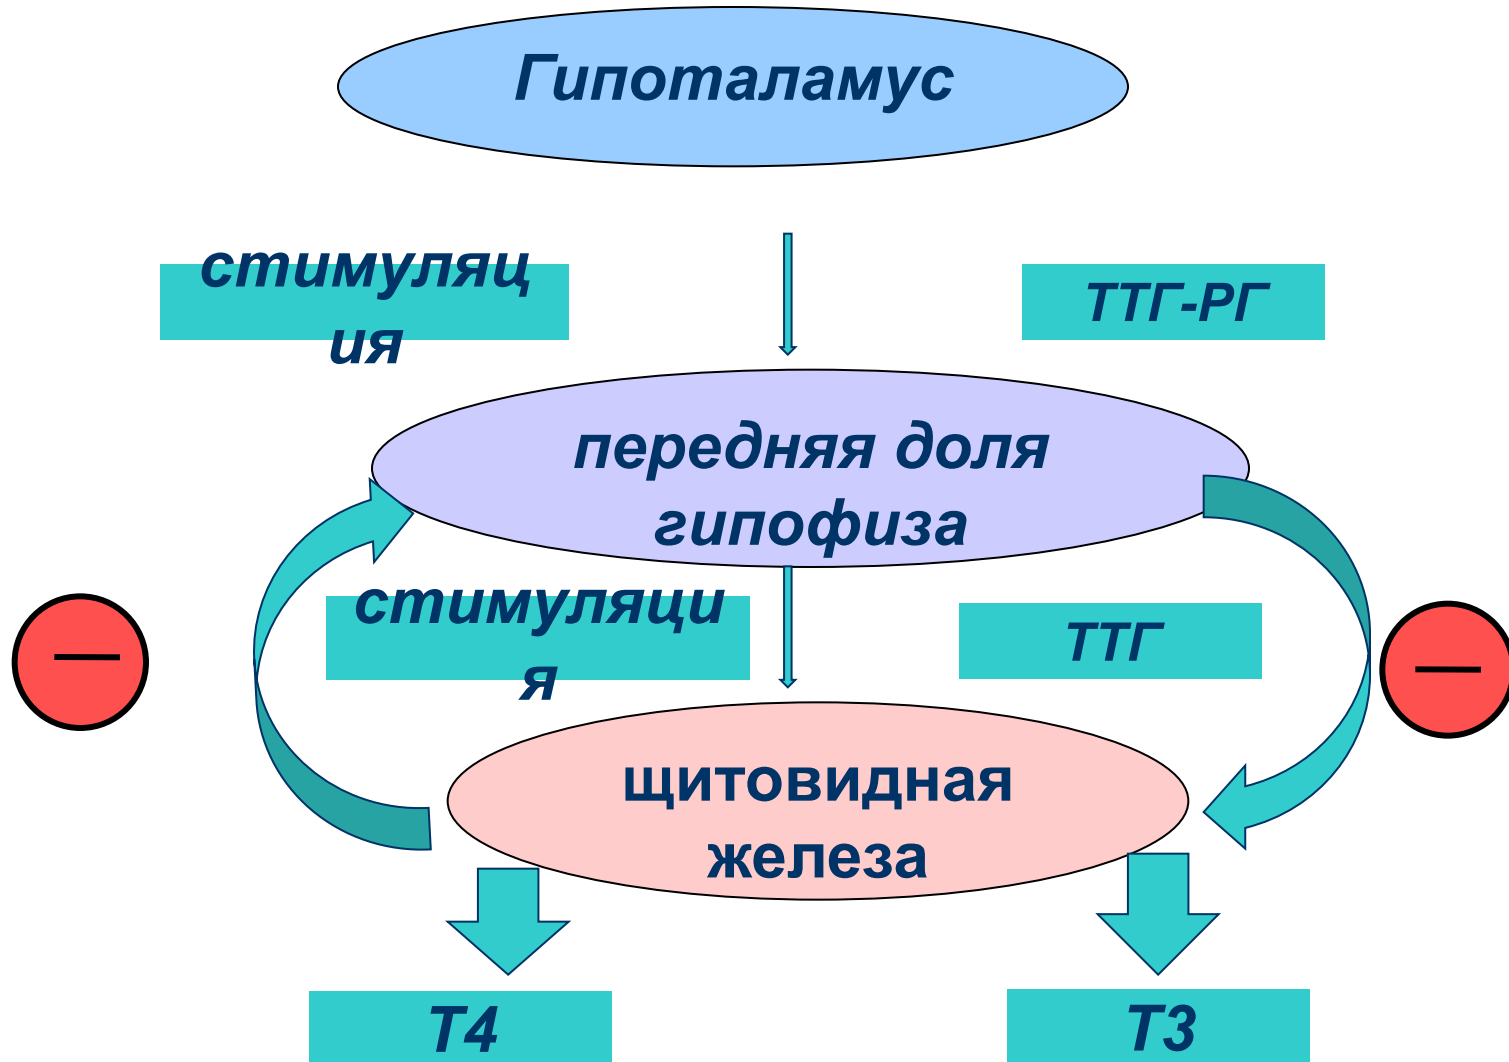 Гипоталамус
стимуляц
ия
ТТГ-РГ
передняя доля
гипофиза
стимуляци
я
ТТГ
щитовидная
железа
Т4
Т3